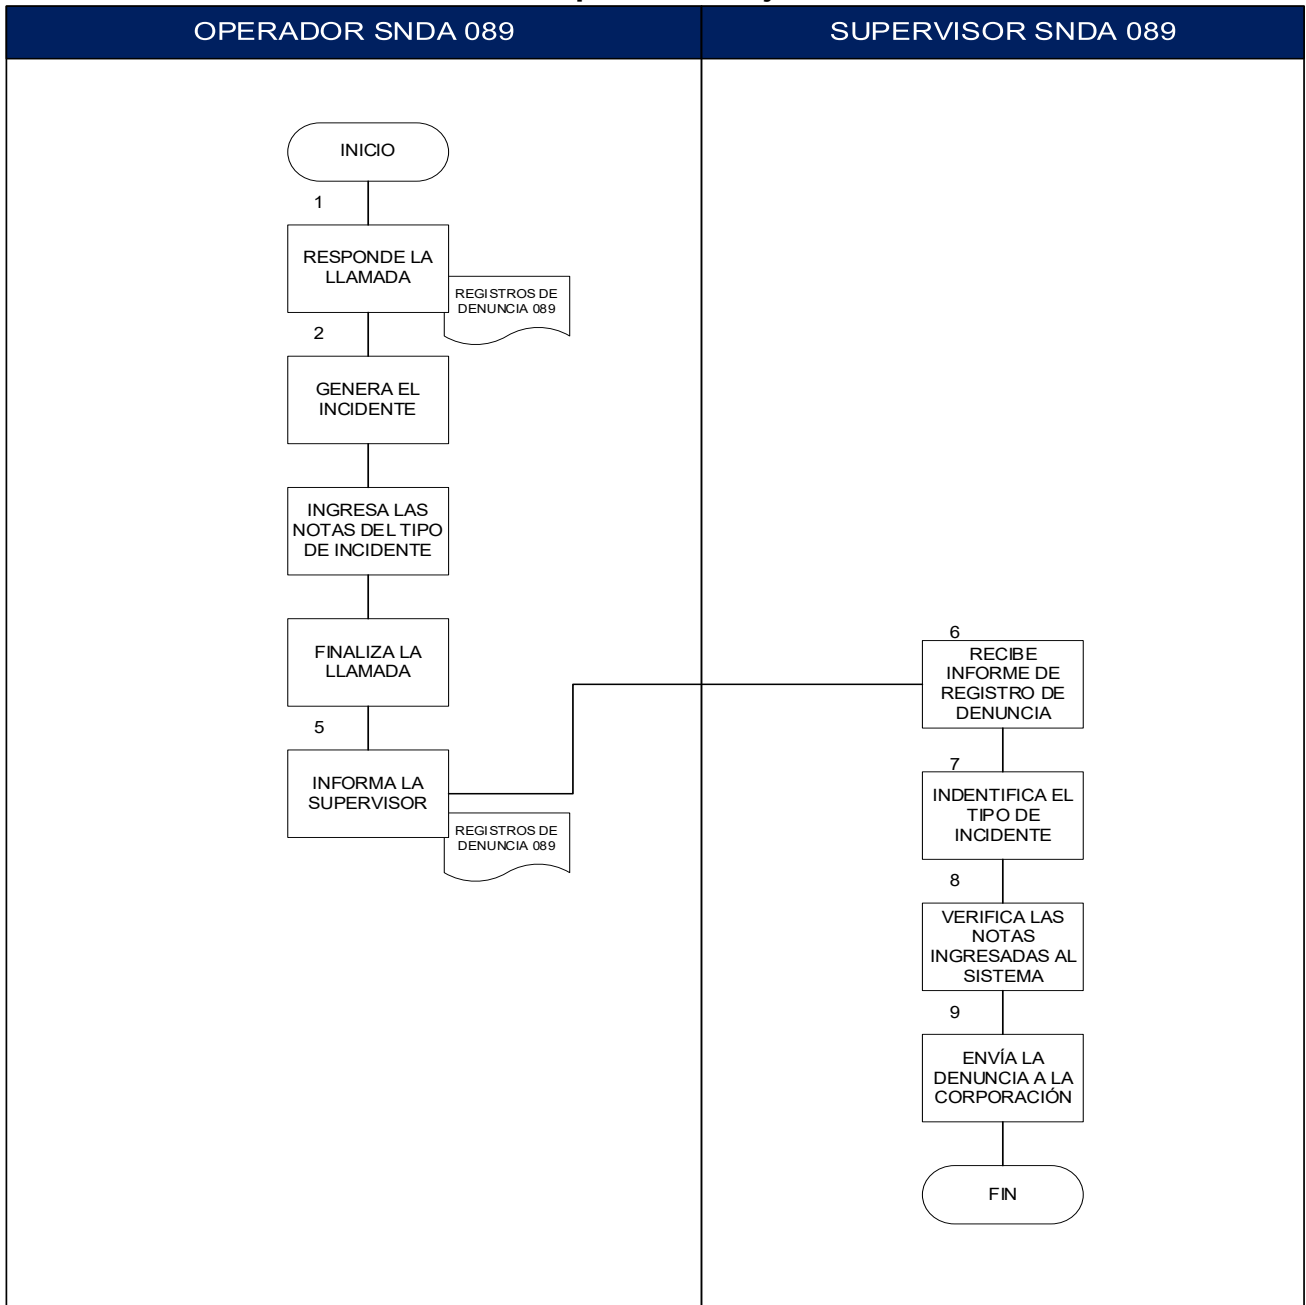 OPERADOR SNDA 089
SUPERVISOR SNDA 089
INICIO
1
RESPONDE LA
LLAMADA
REGISTROS DE
DENUNCIA 089
2
GENERA EL
INCIDENTE
INGRESA LAS
NOTAS DEL TIPO
DE INCIDENTE
FINALIZA LA
LLAMADA
5
INFORMA LA
SUPERVISOR
REGISTROS DE
DENUNCIA 089
6
RECIBE
INFORME DE
REGISTRO DE
DENUNCIA
7
INDENTIFICA EL
TIPO DE
INCIDENTE
8
VERIFICA LAS
NOTAS
INGRESADAS AL
SISTEMA
9
ENVÍA LA
DENUNCIA A LA
CORPORACIÓN
FIN